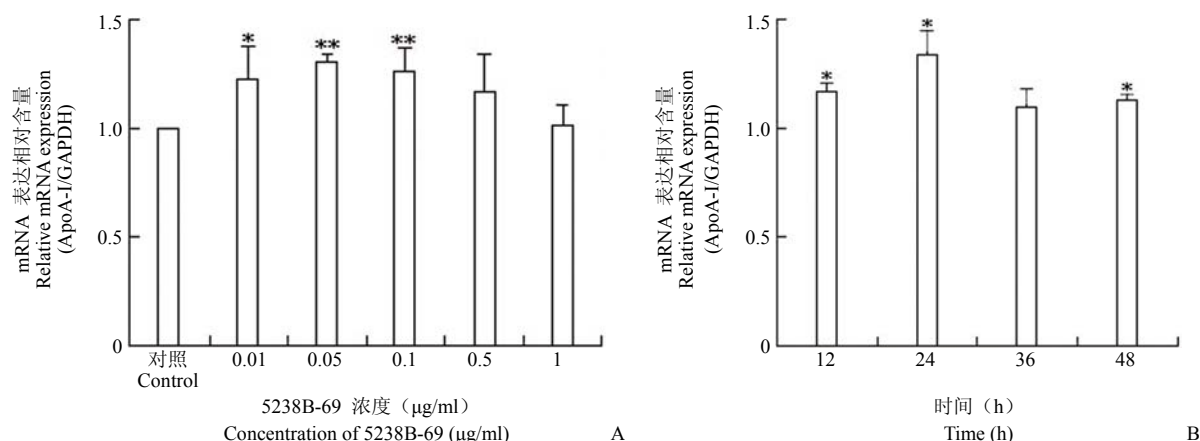 mRNA 表达相对含量
Relative mRNA expression
(ApoA-I/GAPDH)
1.5
1.0
0.5
0
*
**
**
对照
Control
0.01
0.05
0.1
0.5
1
5238B-69 浓度（μg/ml）
Concentration of 5238B-69 (μg/ml)
A
mRNA 表达相对含量
Relative mRNA expression
(ApoA-I/GAPDH)
1.5
1.0
0.5
0
*
*
*
12
24
36
48
时间（h）
Time (h)
B